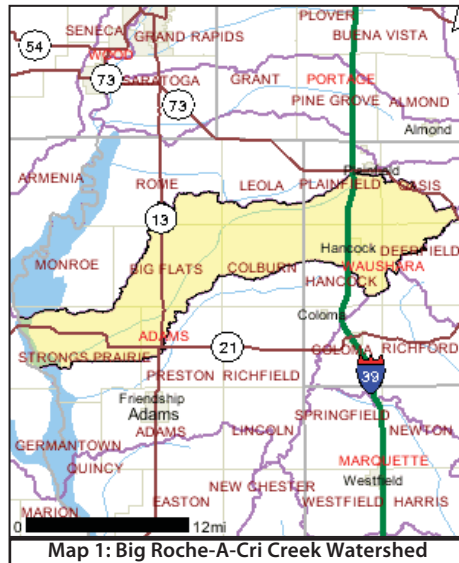 PLOVER
SENECA
GRAND RAPIDS
BUENA VISTA
54
WOOD
73
SARATOGA
GRANT
PORTAGE
73
PINE GROVE
ALMOND
Almond
Plainfield
ARMENIA
ROME
LEOLA
PLAINFIELD
OASIS
13
Hancock
DEERFIELD
MONROE
BIG FLATS
COLBURN
WAUSHARA
HANCOCK
Coloma
ADAMS
21
COLOMA
RICHFORD
STRONGS PRAIRIE
39
PRESTON
RICHFIELD
Friendship
Adams
SPRINGFIELD
ADAMS
LINCOLN
NEWTON
GERMANTOWN
QUINCY
MARQUETTE
Westfield
NEW CHESTER
EASTON
WESTFIELD
HARRIS
MARION
0
12mi
Map 1: Big Roche-A-Cri Creek Watershed